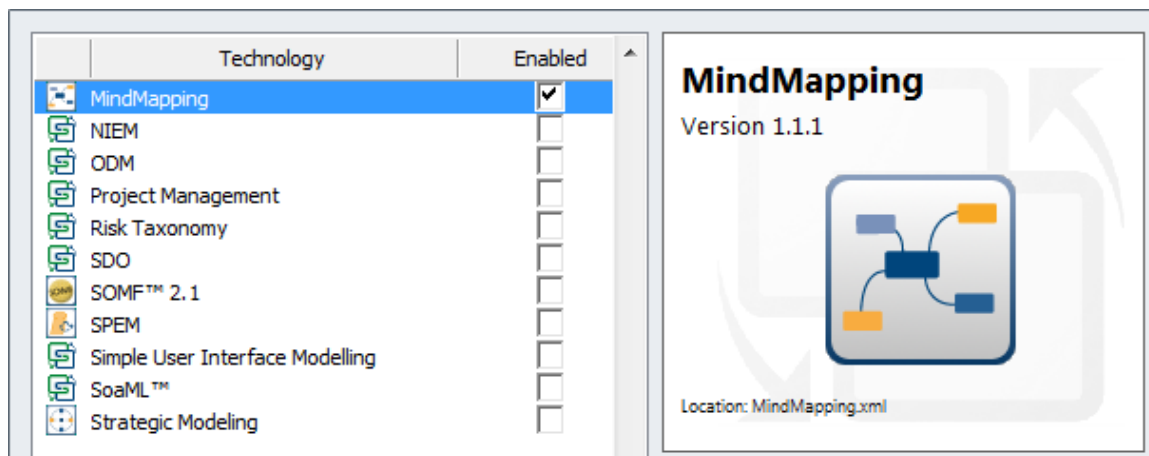 Technology Enabled
MindMapping
NIEM
ODM
Project Management
Risk Taxonomy
SDO
SOMF™ 2.1
SPEM
Simple User Interface Modelling
SoaML™
Strategic Modeling
MindMapping
Version 1.1.1
Location: MindMapping.xml